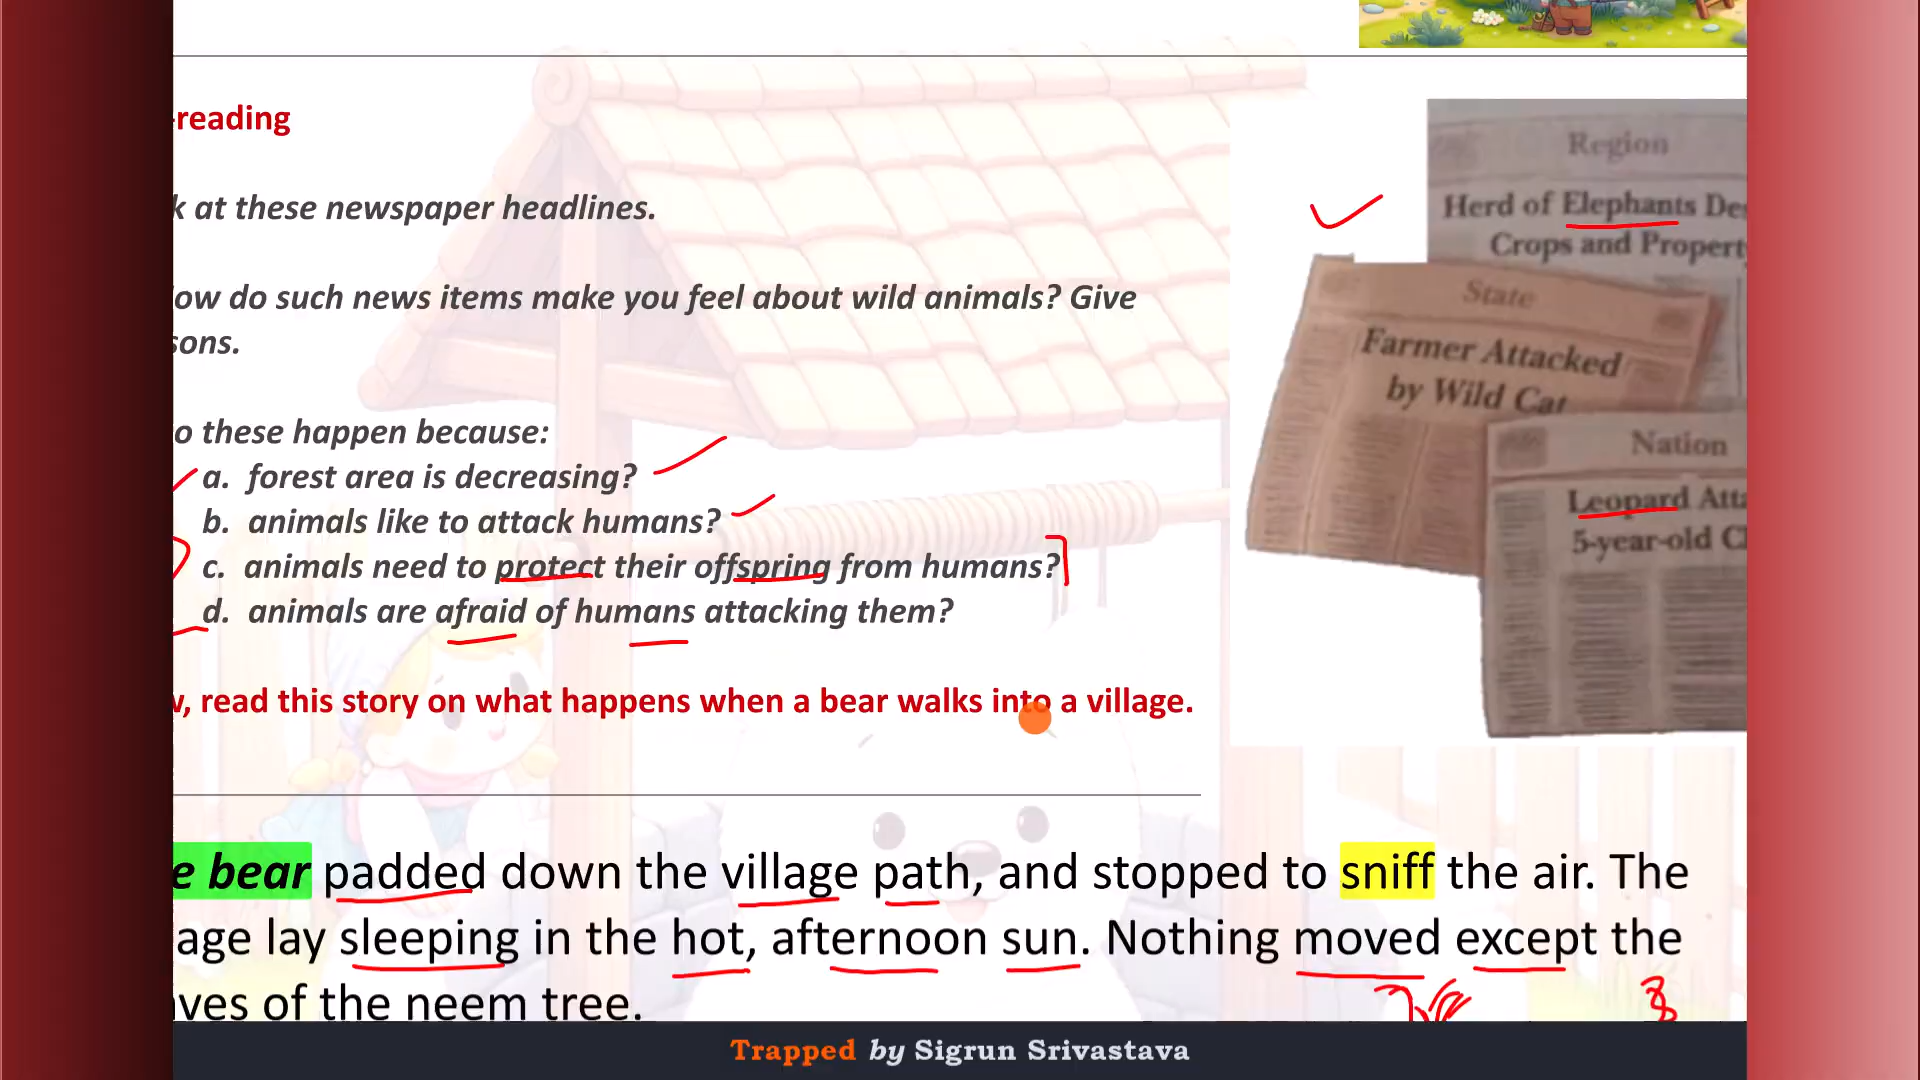 -reading
k at these newspaper headlines.
ow do such news items make you feel about wild animals? Give
sons.
o these happen because:
a. forest area is decreasing?
b. animals like to attack humans?
c. animals need to protect their offspring from humans?
d. animals are afraid of humans attacking them?
w, read this story on what happens when a bear walks into a village.
Region
Herd of Elephants De
Crops and Property
State
Farmer Attacked
by Wild Cat
Nation
Leopard Atta
5-year-old C
e bear padded down the village path, and stopped to sniff the air. The
age lay sleeping in the hot, afternoon sun. Nothing moved except the
ves of the neem tree.
Trapped by Sigrun Srivastava